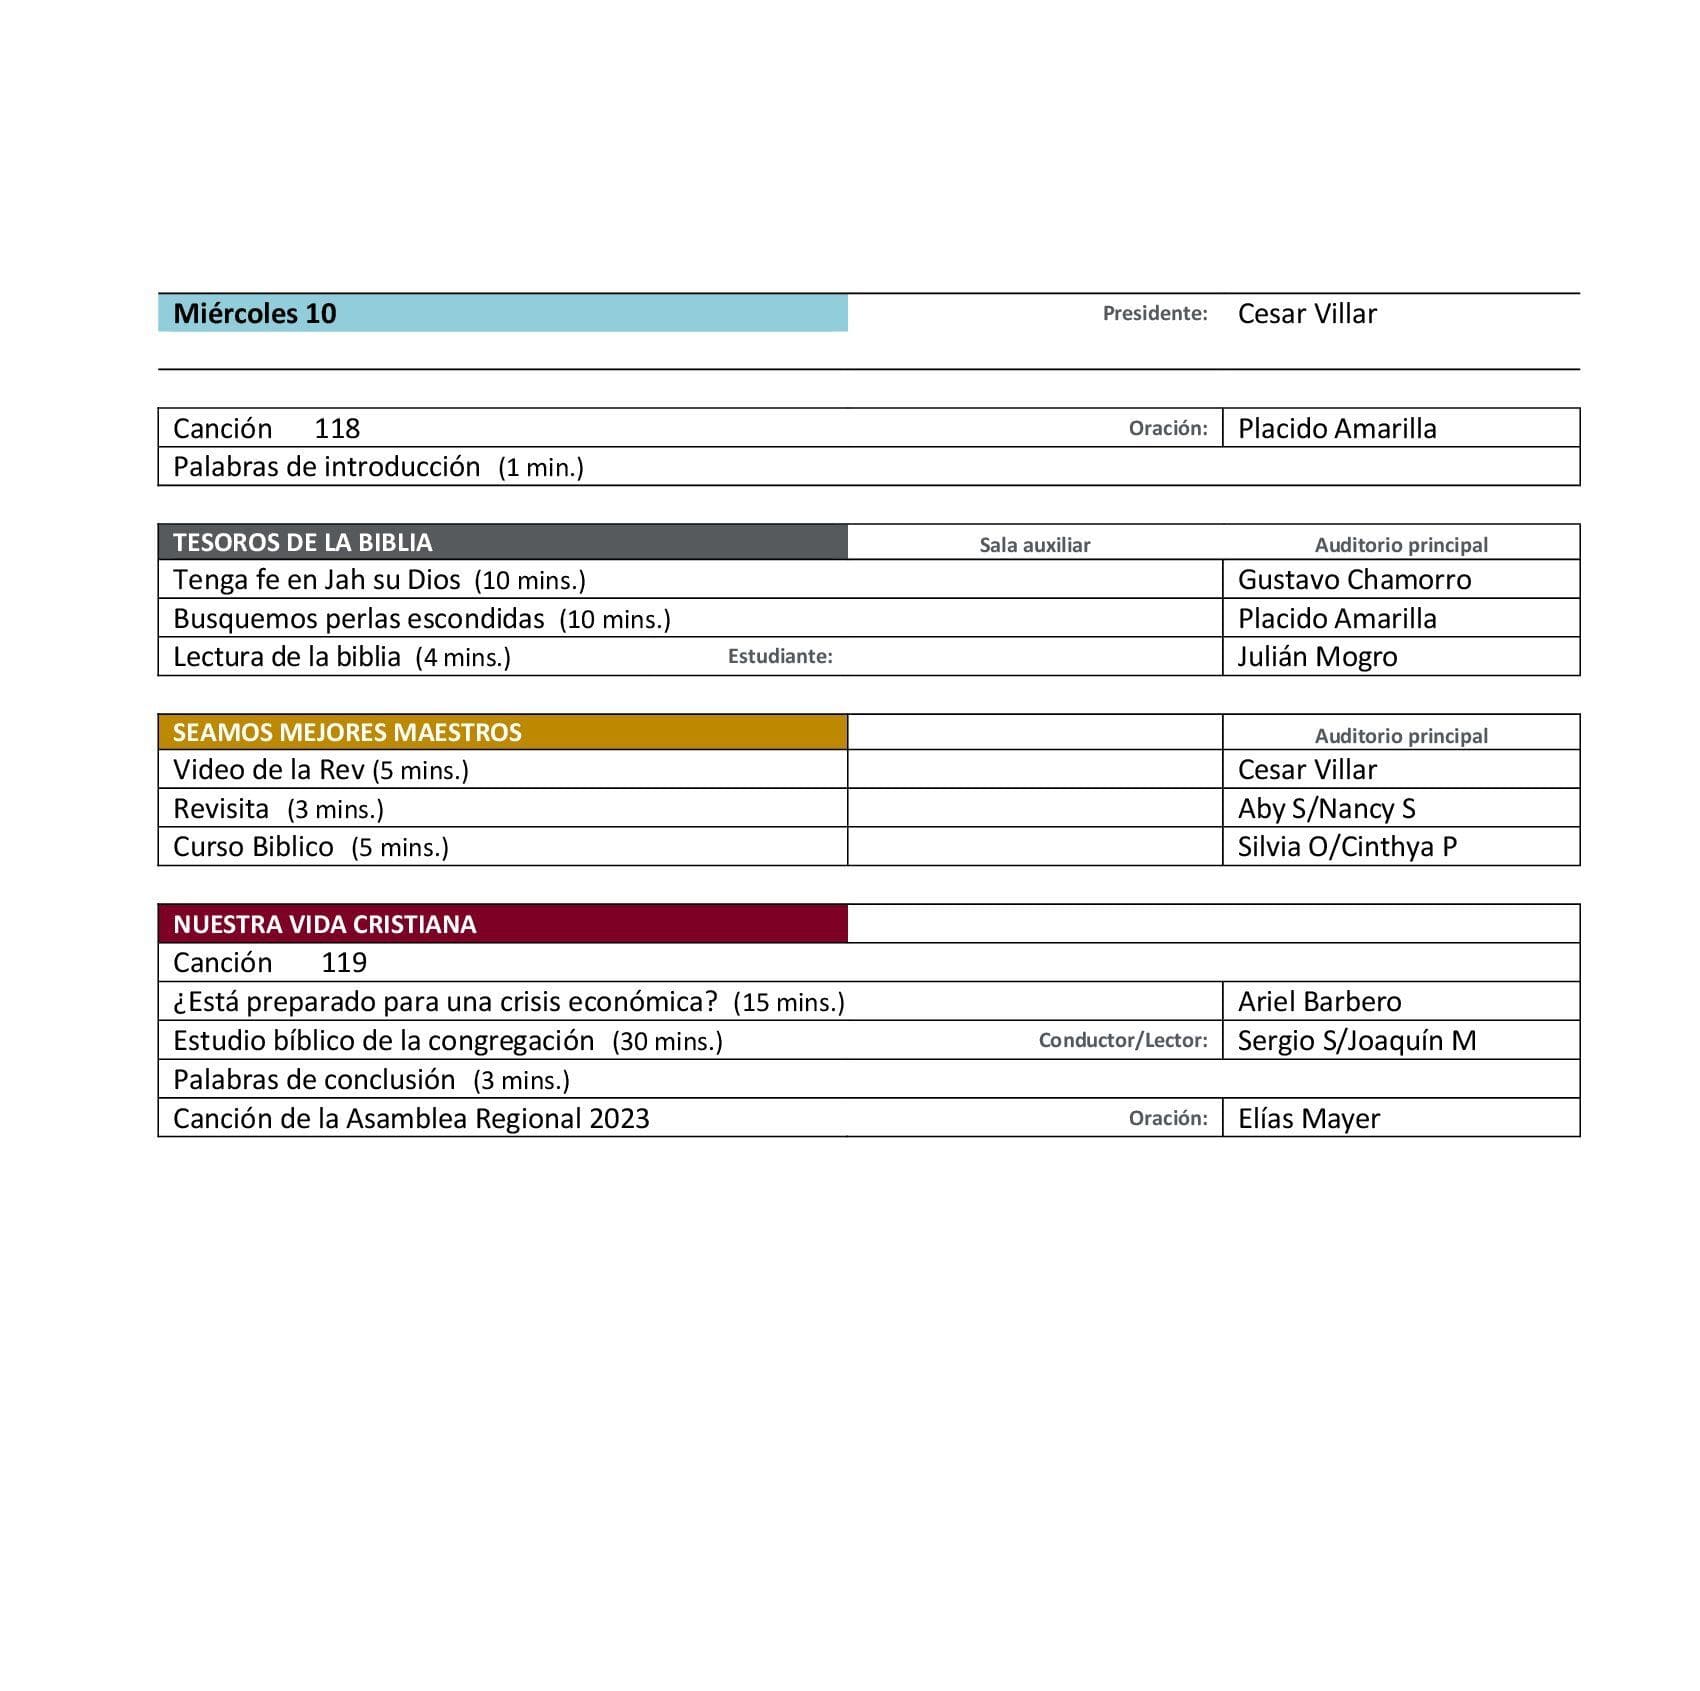 Miércoles 10 Presidente: Cesar Villar
Canción 118 Oración: Placido Amarilla
Palabras de introducción (1 min.)
TESOROS DE LA BIBLIA Sala auxiliar Auditorio principal
Tenga fe en Jah su Dios (10 mins.) Gustavo Chamorro
Busquemos perlas escondidas (10 mins.) Placido Amarilla
Lectura de la biblia (4 mins.) Estudiante: Julián Mogro
SEAMOS MEJORES MAESTROS Auditorio principal
Video de la Rev (5 mins.) Cesar Villar
Revisita (3 mins.) Aby S/Nancy S
Curso Biblico (5 mins.) Silvia O/Cinthya P
NUESTRA VIDA CRISTIANA
Canción 119
¿Está preparado para una crisis económica? (15 mins.) Ariel Barbero
Estudio bíblico de la congregación (30 mins.) Conductor/Lector: Sergio S/Joaquín M
Palabras de conclusión (3 mins.)
Canción de la Asamblea Regional 2023 Oración: Elías Mayer